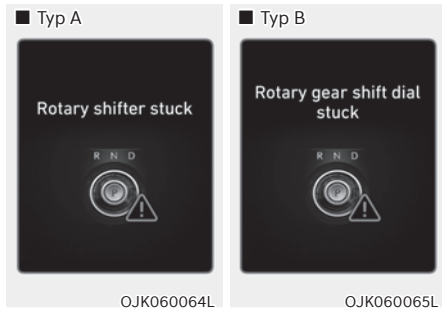 ■ Typ A
Rotary shifter stuck
R N D
P
OJK060064L
■ Typ B
Rotary gear shift dial
stuck
R N D
P
OJK060065L